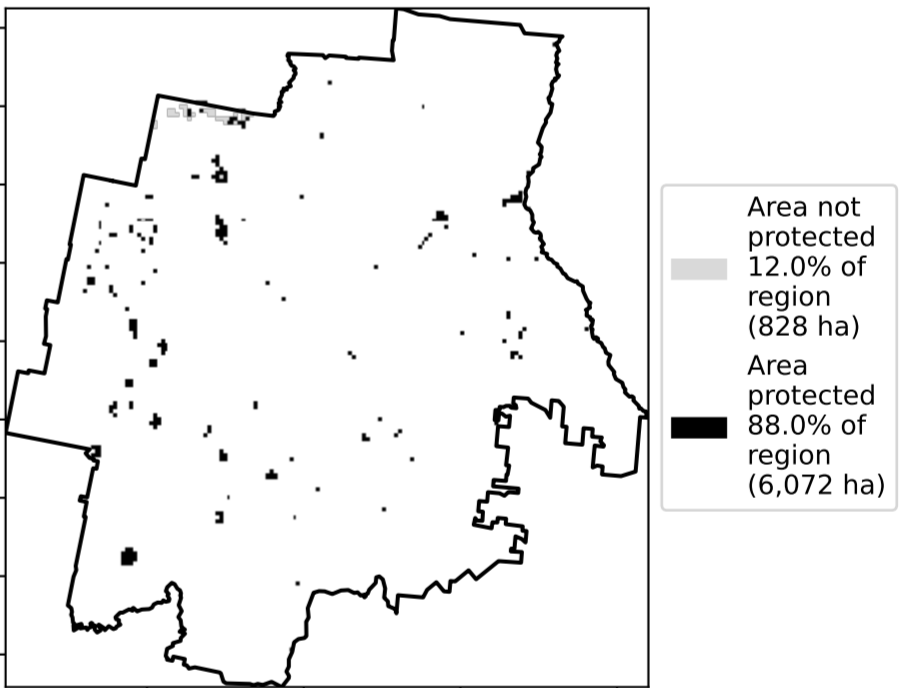 Area not
protected
12.0% of
region
(828 ha)
Area
protected
88.0% of
region
(6,072 ha)